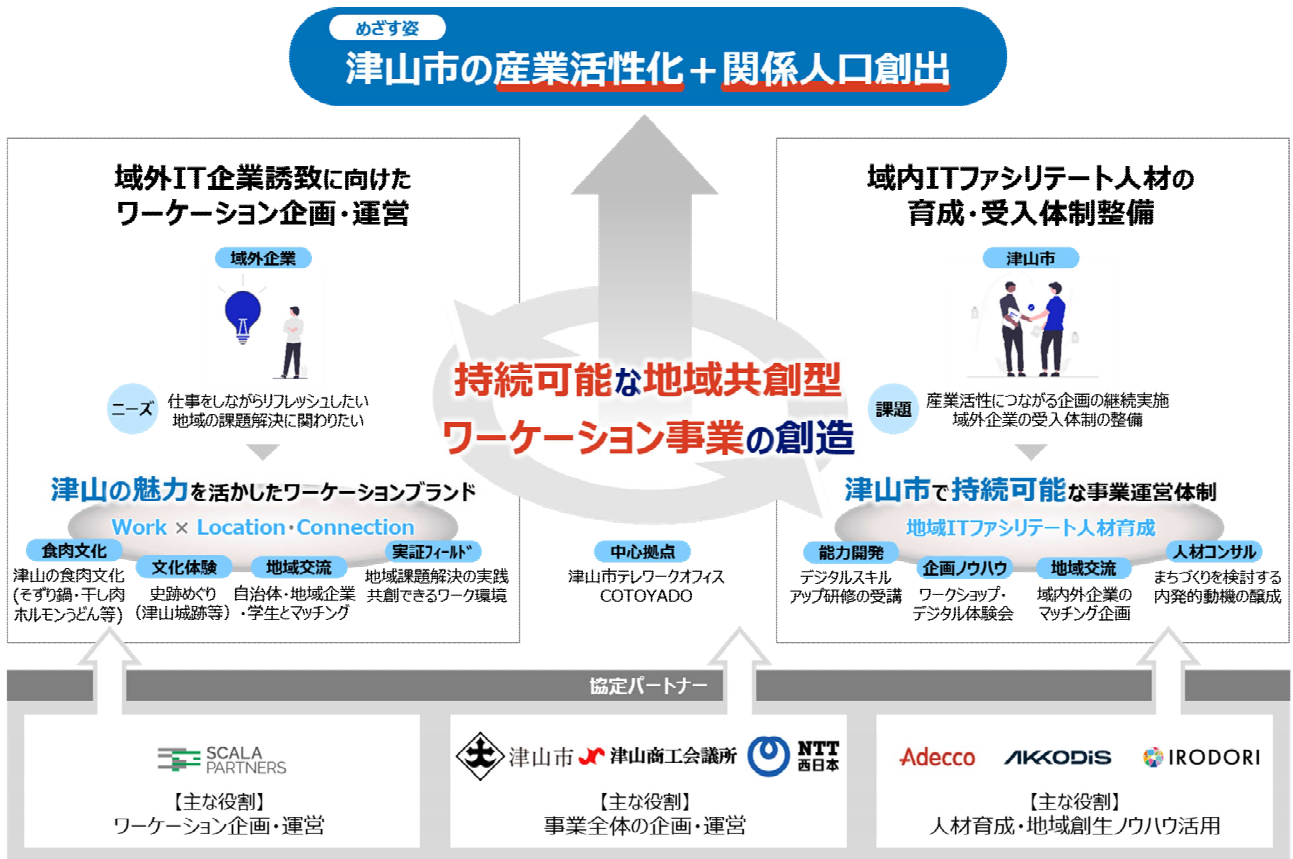 めざす姿
津山市の産業活性化＋関係人口創出
域外IT企業誘致に向けた
ワーケーション企画・運営
域外企業
ニーズ
仕事をしながらリフレッシュしたい
地域の課題解決に関わりたい
津山の魅力を活かしたワーケーションブランド
Work × Location・Connection
食肉文化
津山の食肉文化
(そずり鍋・干し肉
ホルモンうどん等)
文化体験
史跡めぐり
(津山城跡等)
地域交流
自治体・地域企業
・学生とマッチング
実証ﾌｨｰﾙﾄﾞ
地域課題解決の実践
共創できるワーク環境
持続可能な地域共創型
ワーケーション事業の創造
中心拠点
津山市テレワークオフィス
COTOYADO
域内ITファシリテート人材の
育成・受入体制整備
津山市
課題
産業活性につながる企画の継続実施
域外企業の受入体制の整備
津山市で持続可能な事業運営体制
地域ITファシリテート人材育成
能力開発
デジタルスキル
アップ研修の受講
企画ノウハウ
ワークショップ・
デジタル体験会
地域交流
域内外企業の
マッチング企画
人材コンサル
まちづくりを検討する
内発的動機の醸成
協定パートナー
SCALA
PARTNERS
【主な役割】
ワーケーション企画・運営
津山市
津山商工会議所
NTT
西日本
【主な役割】
事業全体の企画・運営
Adecco
AKKODIS
IRODORI
【主な役割】
人材育成・地域創生ノウハウ活用